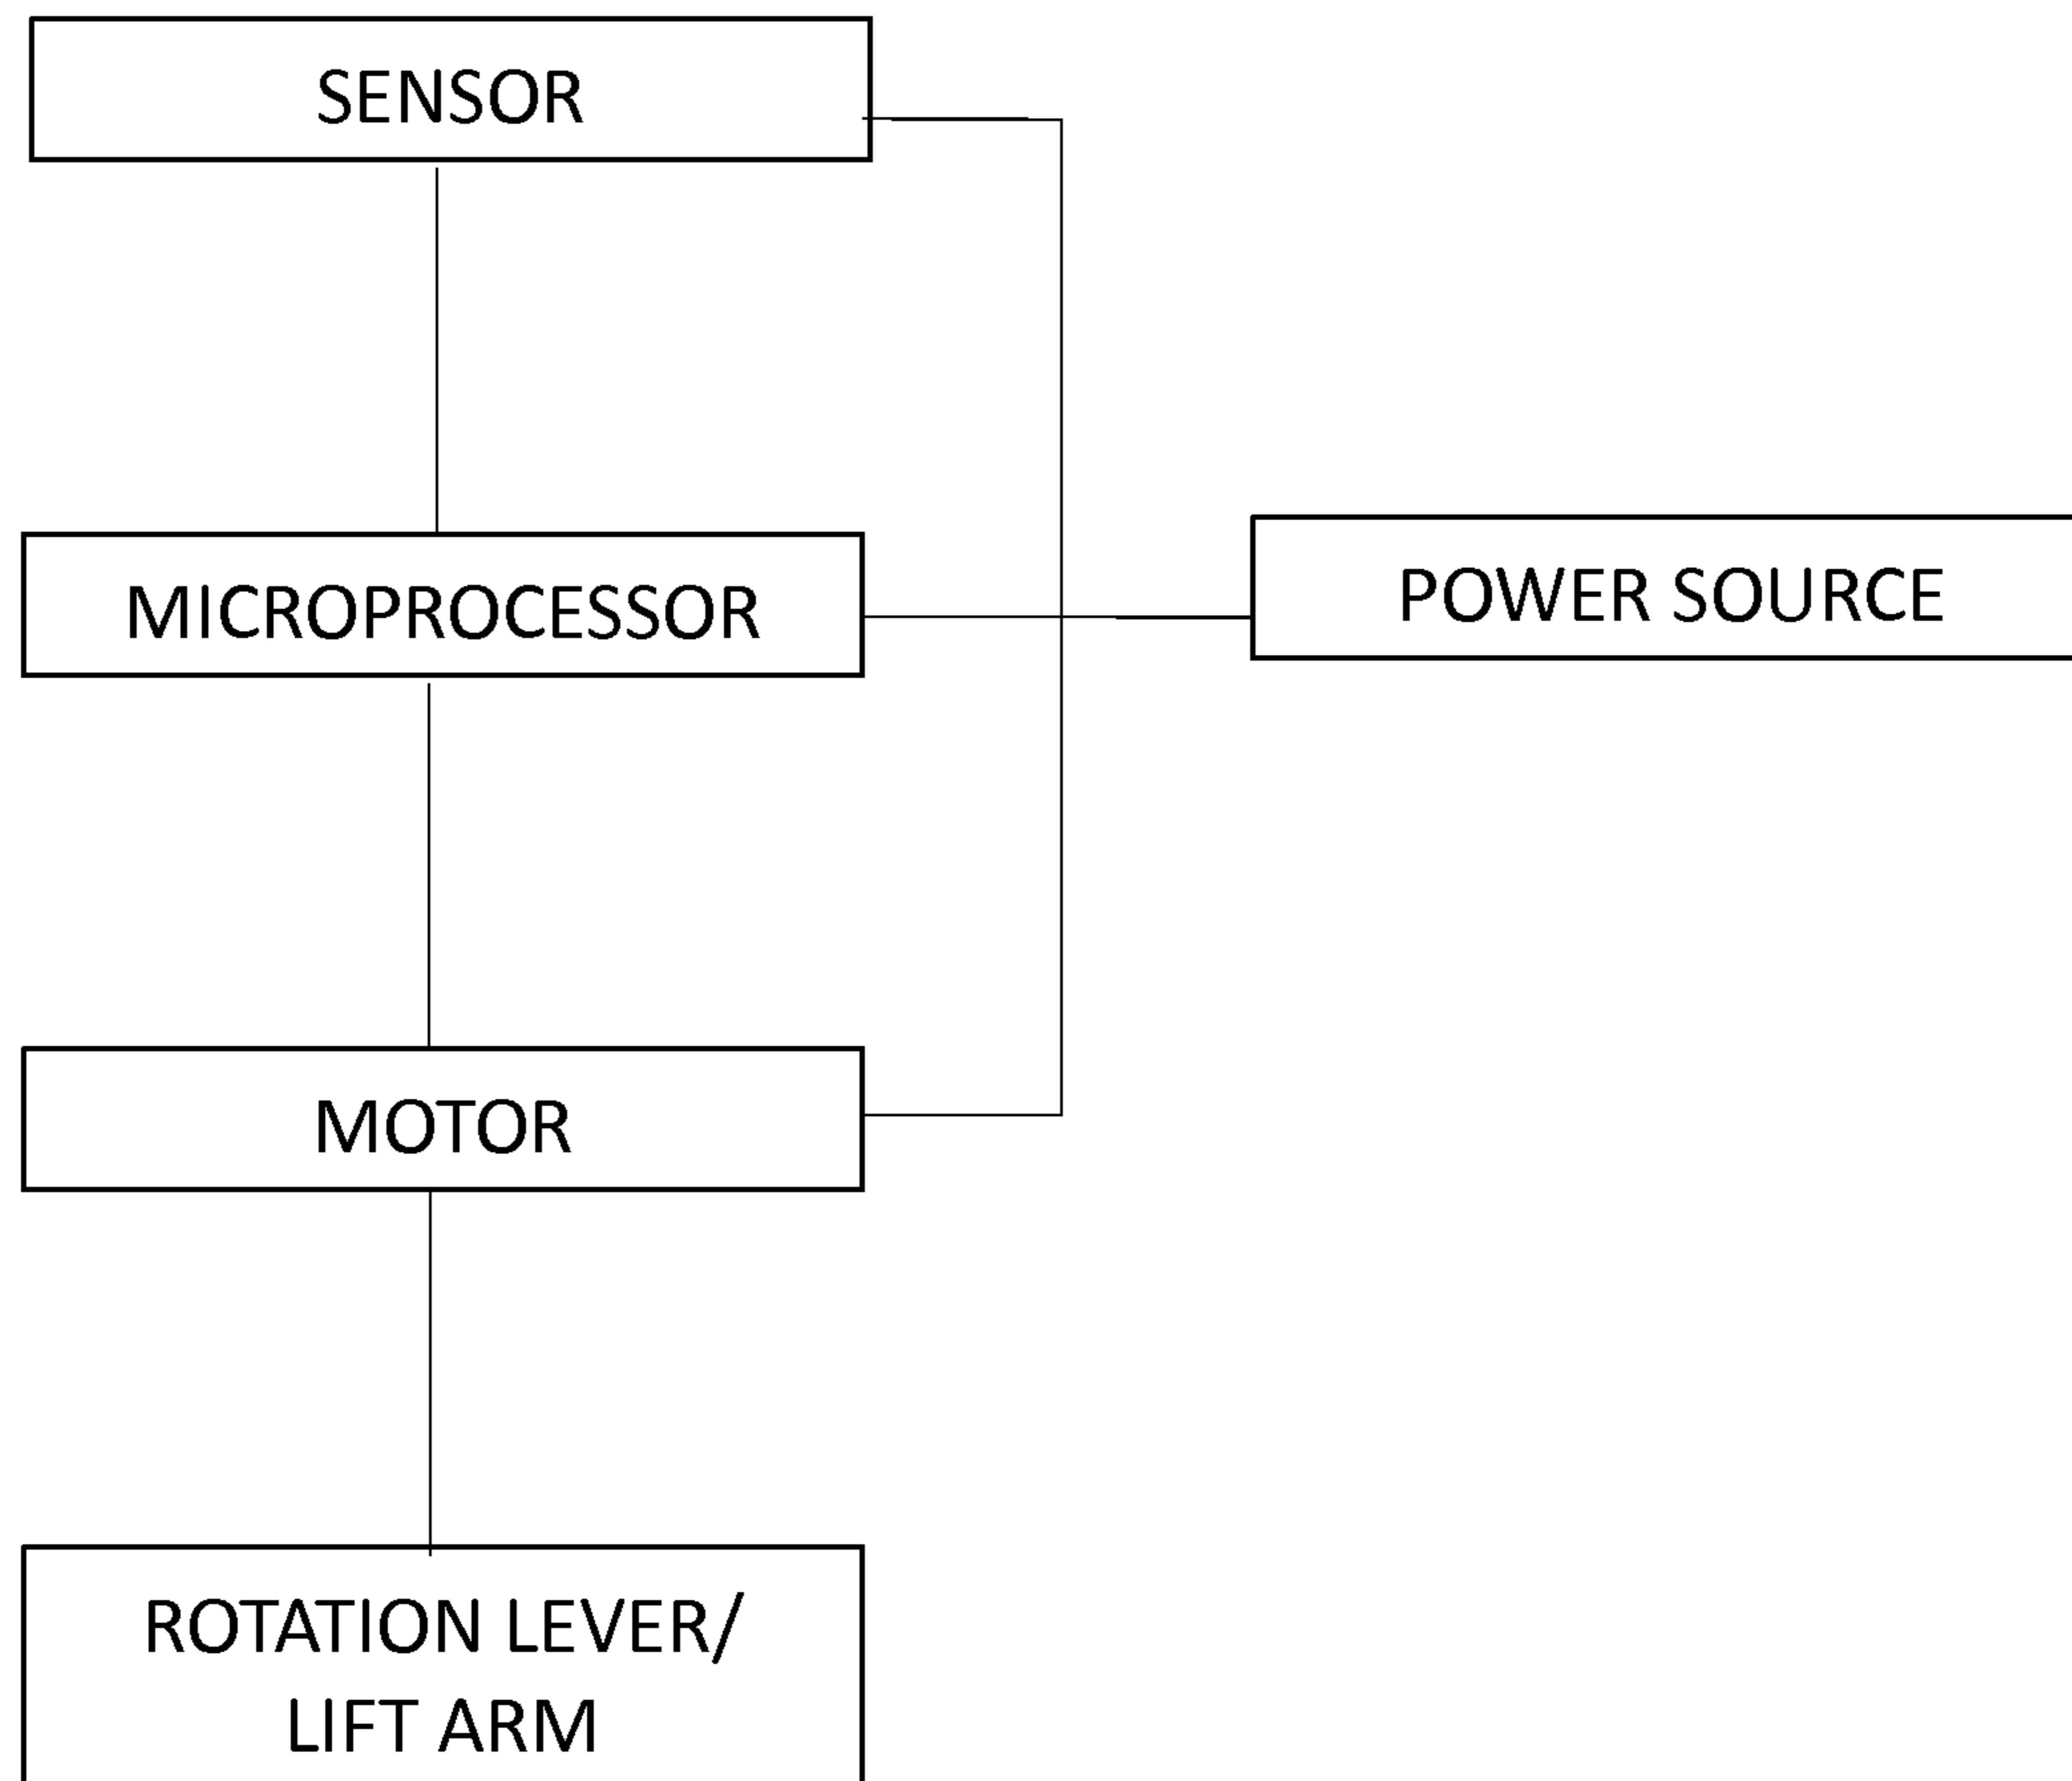 SENSOR
MICROPROCESSOR
POWER SOURCE
MOTOR
ROTATION LEVER/
LIFT ARM